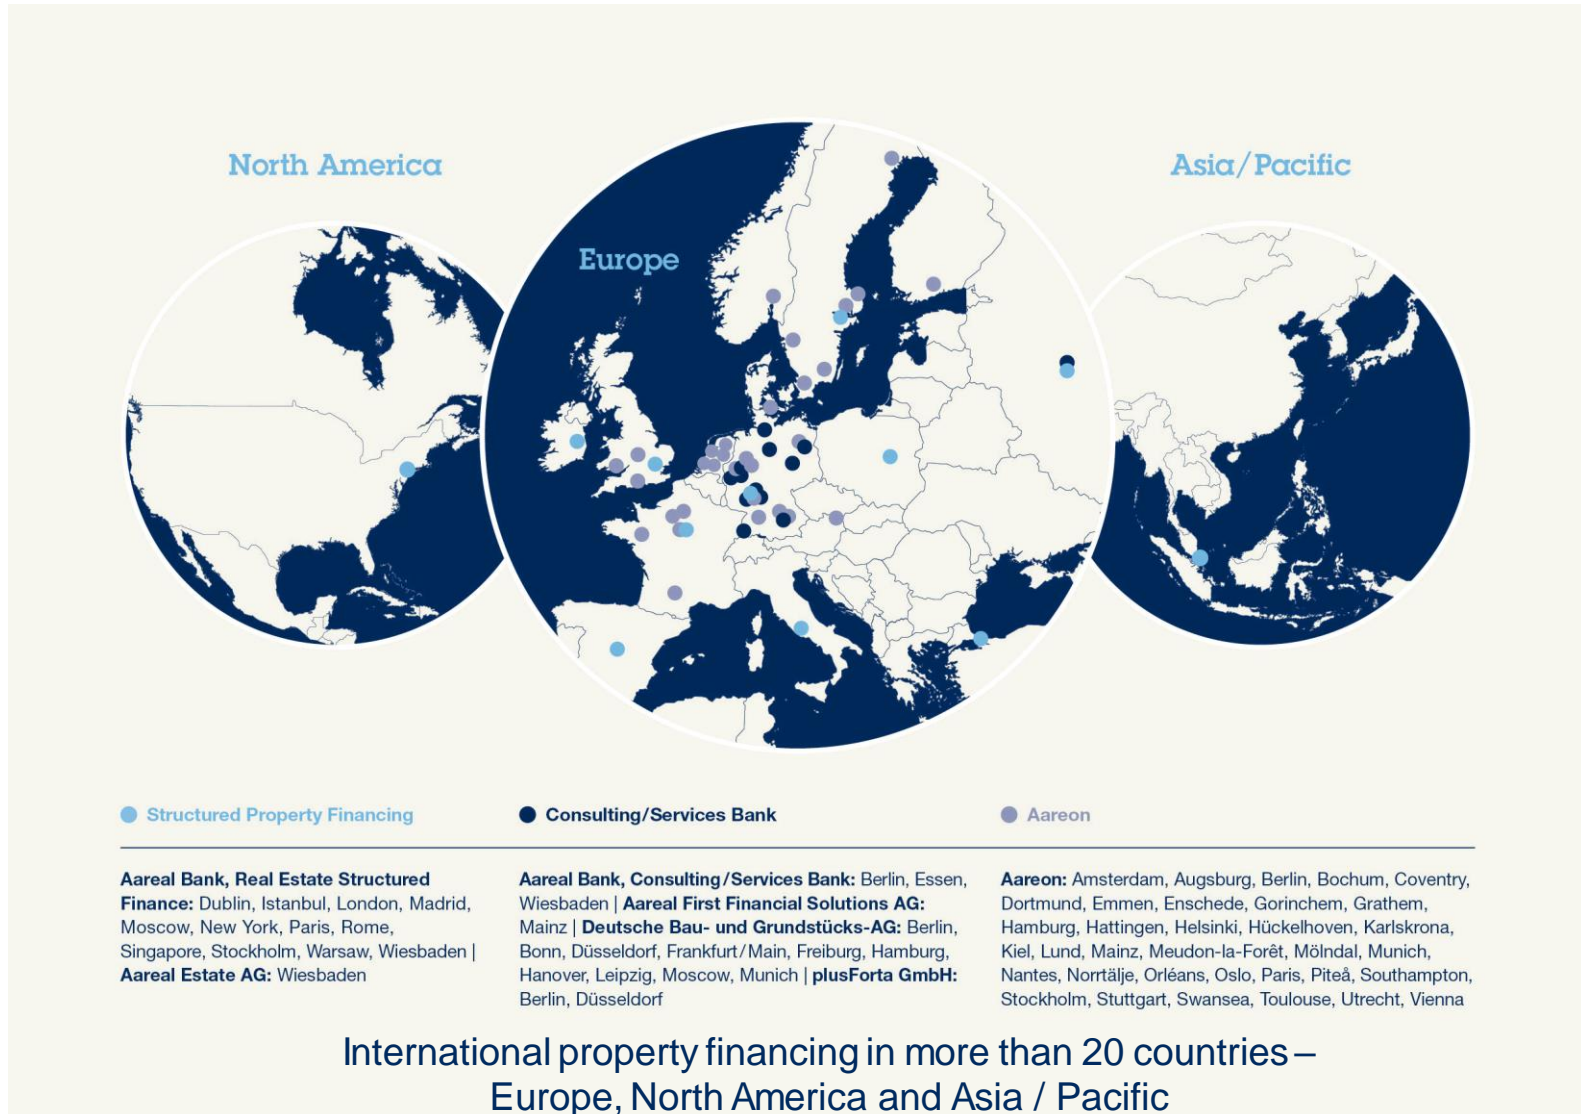 North America
Europe
Asia/Pacific
Structured Property Financing
Aareal Bank, Real Estate Structured
Finance: Dublin, Istanbul, London, Madrid,
Moscow, New York, Paris, Rome,
Singapore, Stockholm, Warsaw, Wiesbaden |
Aareal Estate AG: Wiesbaden
Consulting/Services Bank
Aareal Bank, Consulting/Services Bank: Berlin, Essen,
Wiesbaden | Aareal First Financial Solutions AG:
Mainz | Deutsche Bau- und Grundstücks-AG: Berlin,
Bonn, Düsseldorf, Frankfurt/Main, Freiburg, Hamburg,
Hanover, Leipzig, Moscow, Munich | plusForta GmbH:
Berlin, Düsseldorf
Aareon
Aareon: Amsterdam, Augsburg, Berlin, Bochum, Coventry,
Dortmund, Emmen, Enschede, Gorinchem, Grathem,
Hamburg, Hattingen, Helsinki, Hückelhoven, Karlskrona,
Kiel, Lund, Mainz, Meudon-la-Forêt, Mölndal, Munich,
Nantes, Norrtälje, Orléans, Oslo, Paris, Piteå, Southampton,
Stockholm, Stuttgart, Swansea, Toulouse, Utrecht, Vienna
International property financing in more than 20 countries –
Europe, North America and Asia / Pacific